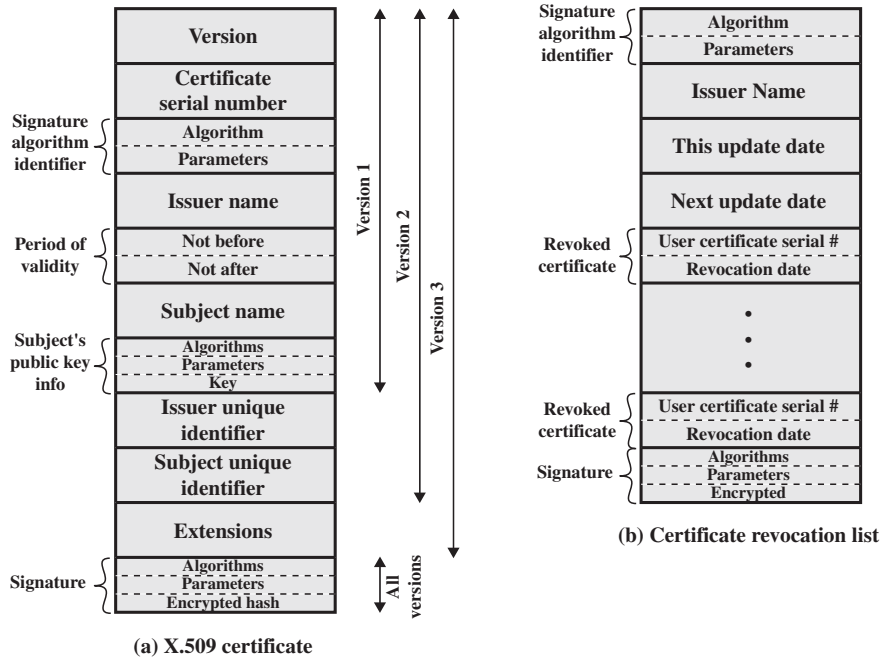 Version
Certificate
serial number
Signature
algorithm
identifier
Algorithm
Parameters
Issuer name
Period of
validity
Not before
Not after
Subject name
Subject's
public key
info
Algorithms
Parameters
Key
Issuer unique
identifier
Subject unique
identifier
Extensions
Signature
Algorithms
Parameters
Encrypted hash
Version 1
Version 2
Version 3
All
versions
(a) X.509 certificate
Signature
algorithm
identifier
Algorithm
Parameters
Issuer Name
This update date
Next update date
Revoked
certificate
User certificate serial #
Revocation date
Revoked
certificate
User certificate serial #
Revocation date
Signature
Algorithms
Parameters
Encrypted
(b) Certificate revocation list